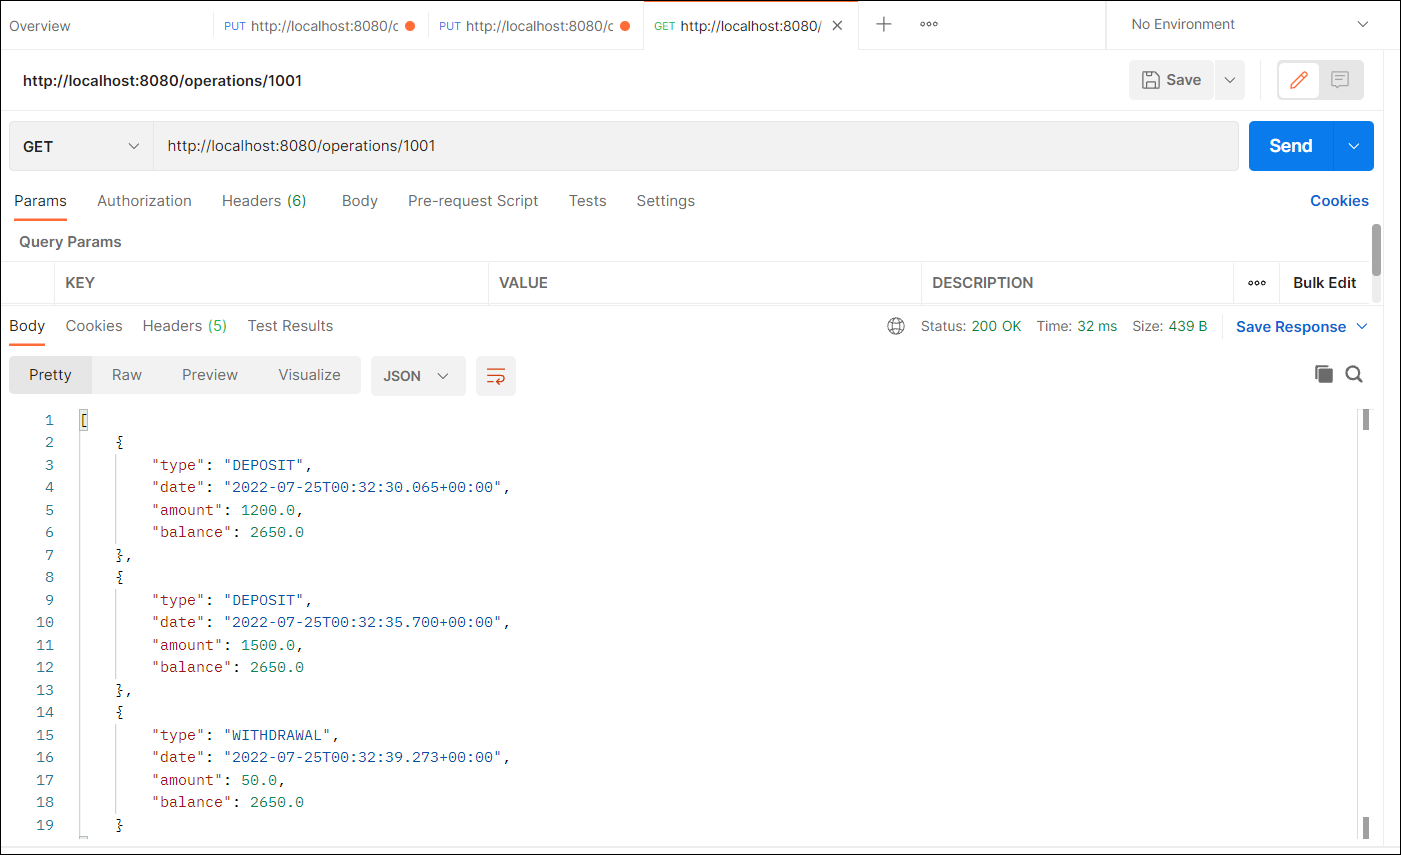 Overview
PUT http://localhost:8080/c
PUT http://localhost:8080/c
GET http://localhost:8080/
No Environment
http://localhost:8080/operations/1001
Save
GET
http://localhost:8080/operations/1001
Send
Params Authorization Headers (6) Body Pre-request Script Tests Settings Cookies
Query Params
KEY VALUE DESCRIPTION Bulk Edit
Body Cookies Headers (5) Test Results Status: 200 OK Time: 32 ms Size: 439 B Save Response
Pretty Raw Preview Visualize JSON
1 [
2 {
3 "type": "DEPOSIT",
4 "date": "2022-07-25T00:32:30.065+00:00",
5 "amount": 1200.0,
6 "balance": 2650.0
7 },
8 {
9 "type": "DEPOSIT",
10 "date": "2022-07-25T00:32:35.700+00:00",
11 "amount": 1500.0,
12 "balance": 2650.0
13 },
14 {
15 "type": "WITHDRAWAL",
16 "date": "2022-07-25T00:32:39.273+00:00",
17 "amount": 50.0,
18 "balance": 2650.0
19 }